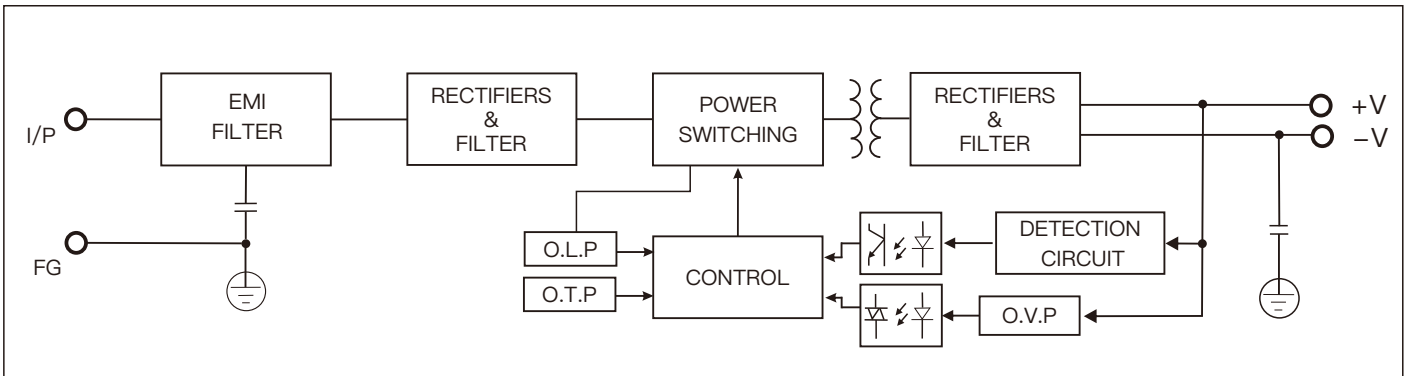 I/P
EMI
FILTER
RECTIFIERS
&
FILTER
POWER
SWITCHING
RECTIFIERS
&
FILTER
+V
−V
FG
O.L.P
O.T.P
CONTROL
DETECTION
CIRCUIT
O.V.P